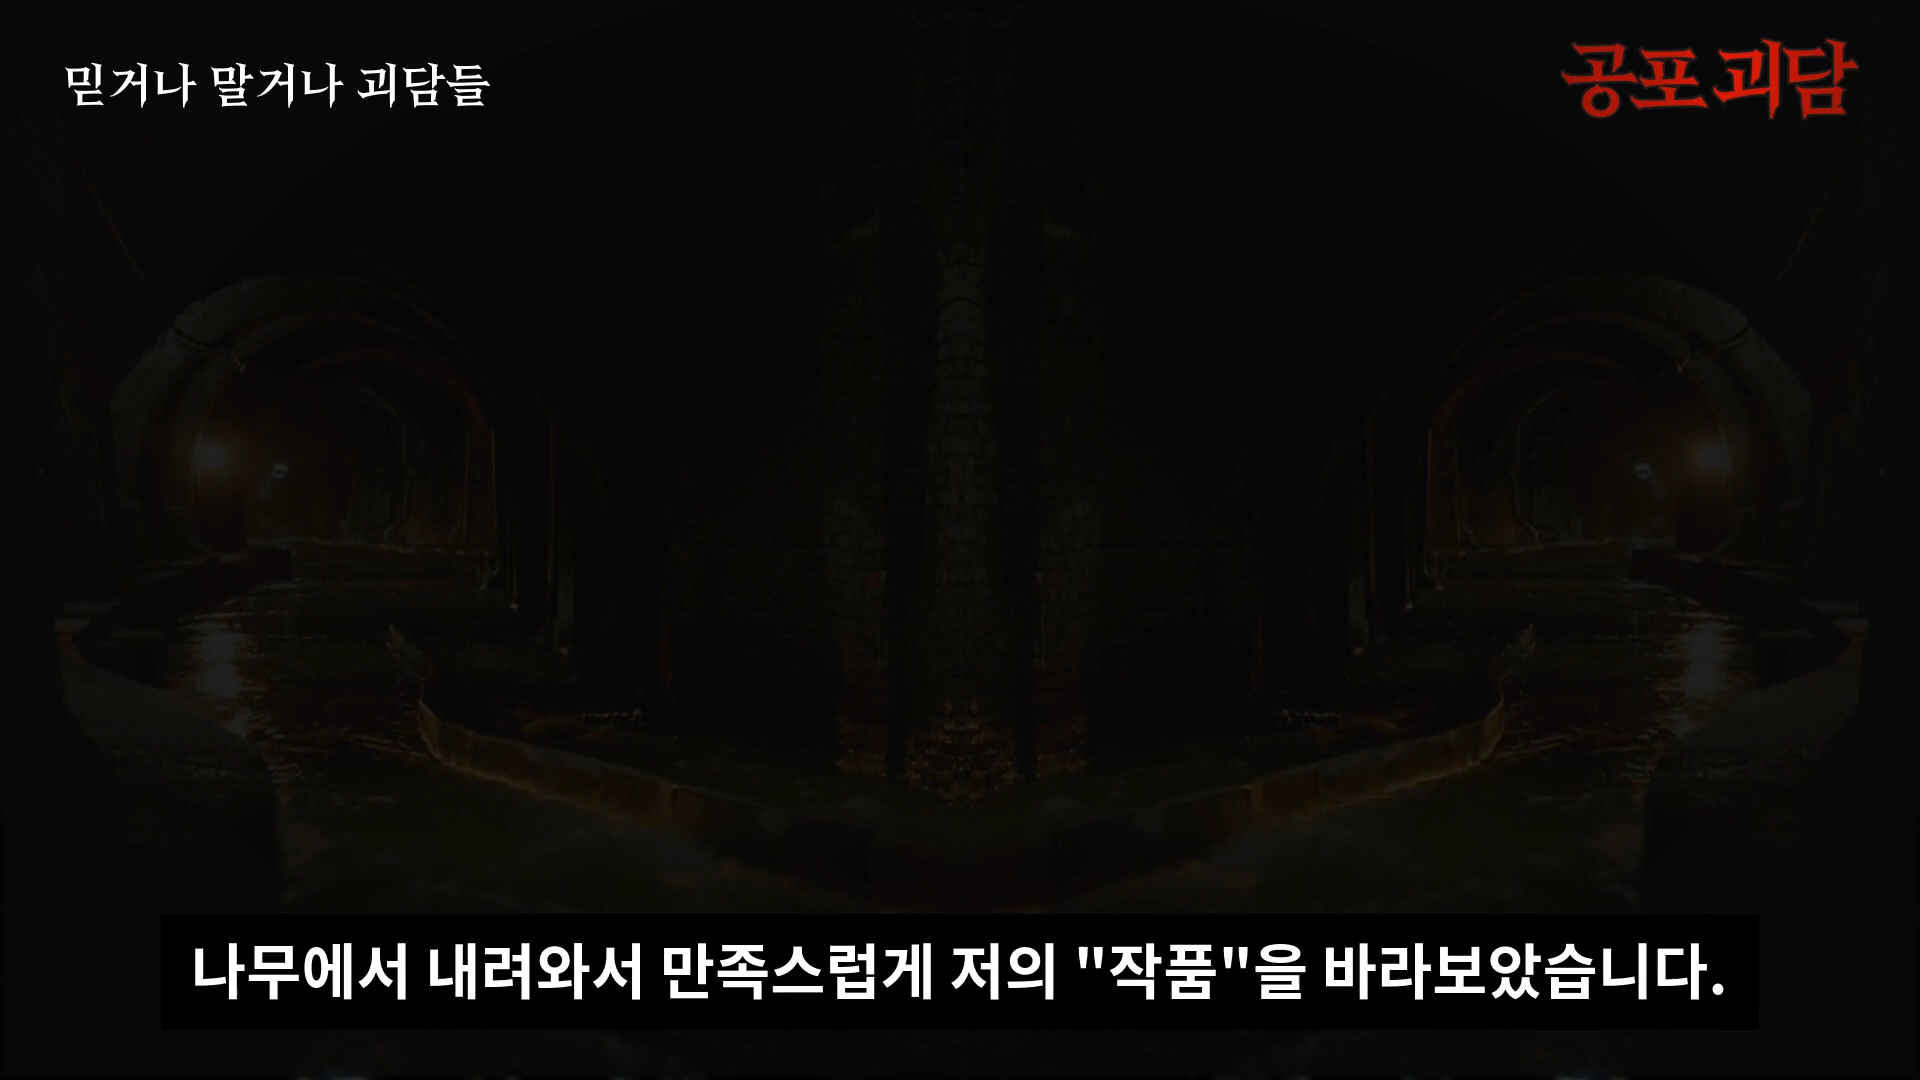 믿거나 말거나 괴담들
공포 괴담
나무에서 내려와서 만족스럽게 저의 "작품"을 바라보았습니다.